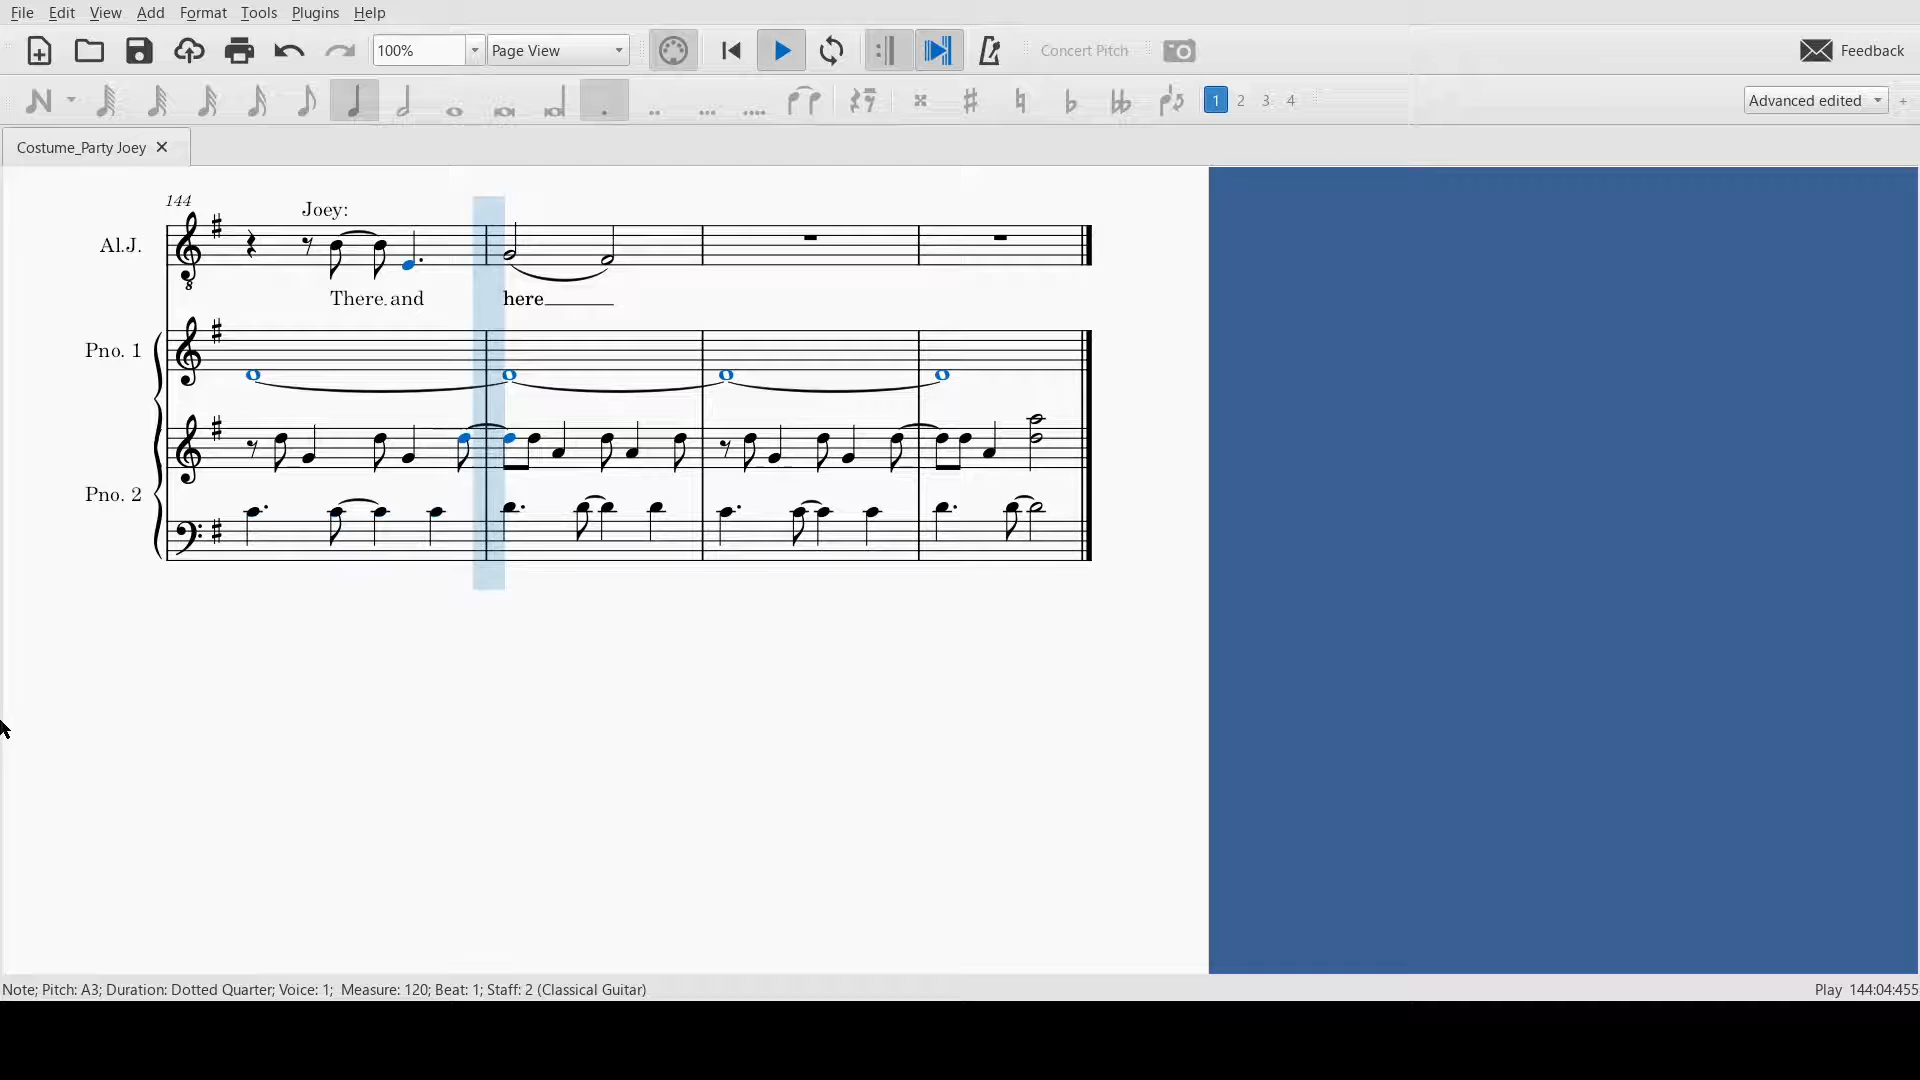 File Edit View Add Format Tools Plugins Help
100% Page View Concert Pitch Feedback
1 2 3 4 Advanced edited +
Costume_Party Joey
144
Joey:
Al.J.
8
There and here
Pno. 1
Pno. 2
Note; Pitch: A3; Duration: Dotted Quarter; Voice: 1; Measure: 120; Beat: 1; Staff: 2 (Classical Guitar) Play 144:04:455